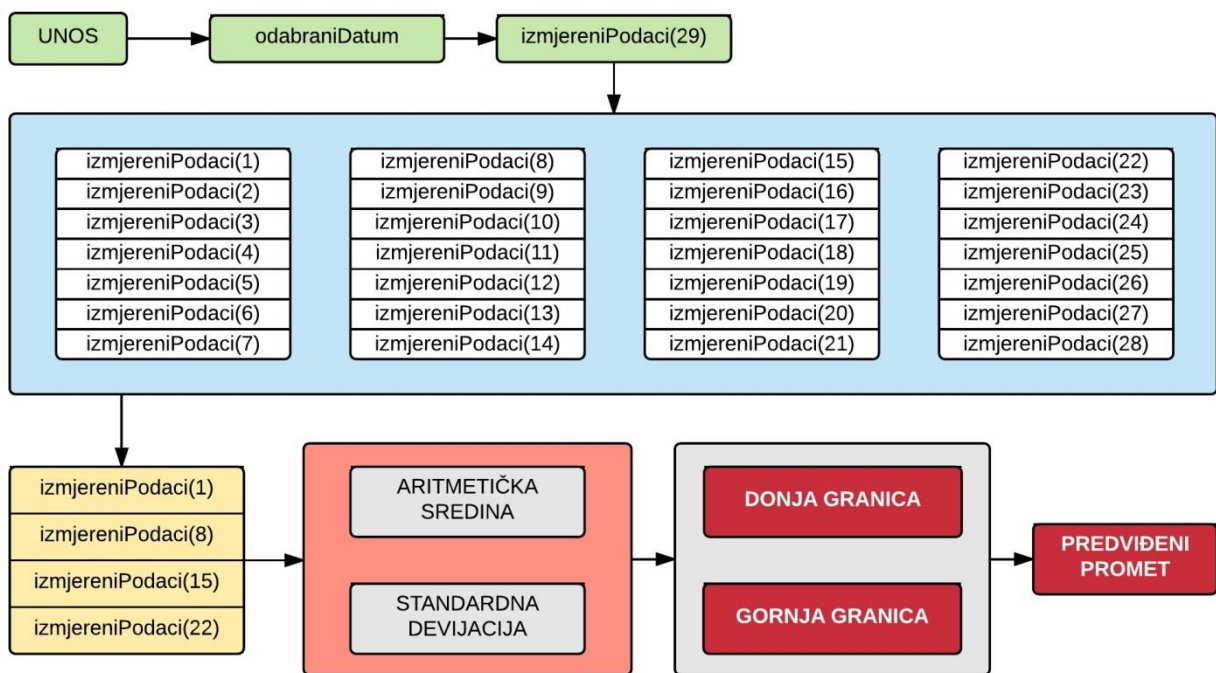 UNOS
odabraniDatum
izmjereniPodaci(29)
izmjereniPodaci(1)
izmjereniPodaci(2)
izmjereniPodaci(3)
izmjereniPodaci(4)
izmjereniPodaci(5)
izmjereniPodaci(6)
izmjereniPodaci(7)
izmjereniPodaci(8)
izmjereniPodaci(9)
izmjereniPodaci(10)
izmjereniPodaci(11)
izmjereniPodaci(12)
izmjereniPodaci(13)
izmjereniPodaci(14)
izmjereniPodaci(15)
izmjereniPodaci(16)
izmjereniPodaci(17)
izmjereniPodaci(18)
izmjereniPodaci(19)
izmjereniPodaci(20)
izmjereniPodaci(21)
izmjereniPodaci(22)
izmjereniPodaci(23)
izmjereniPodaci(24)
izmjereniPodaci(25)
izmjereniPodaci(26)
izmjereniPodaci(27)
izmjereniPodaci(28)
izmjereniPodaci(1)
izmjereniPodaci(8)
izmjereniPodaci(15)
izmjereniPodaci(22)
ARITMETIČKA
SREDINA
STANDARDNA
DEVIJACIJA
DONJA GRANICA
GORNJA GRANICA
PREDVIĐENI
PROMET